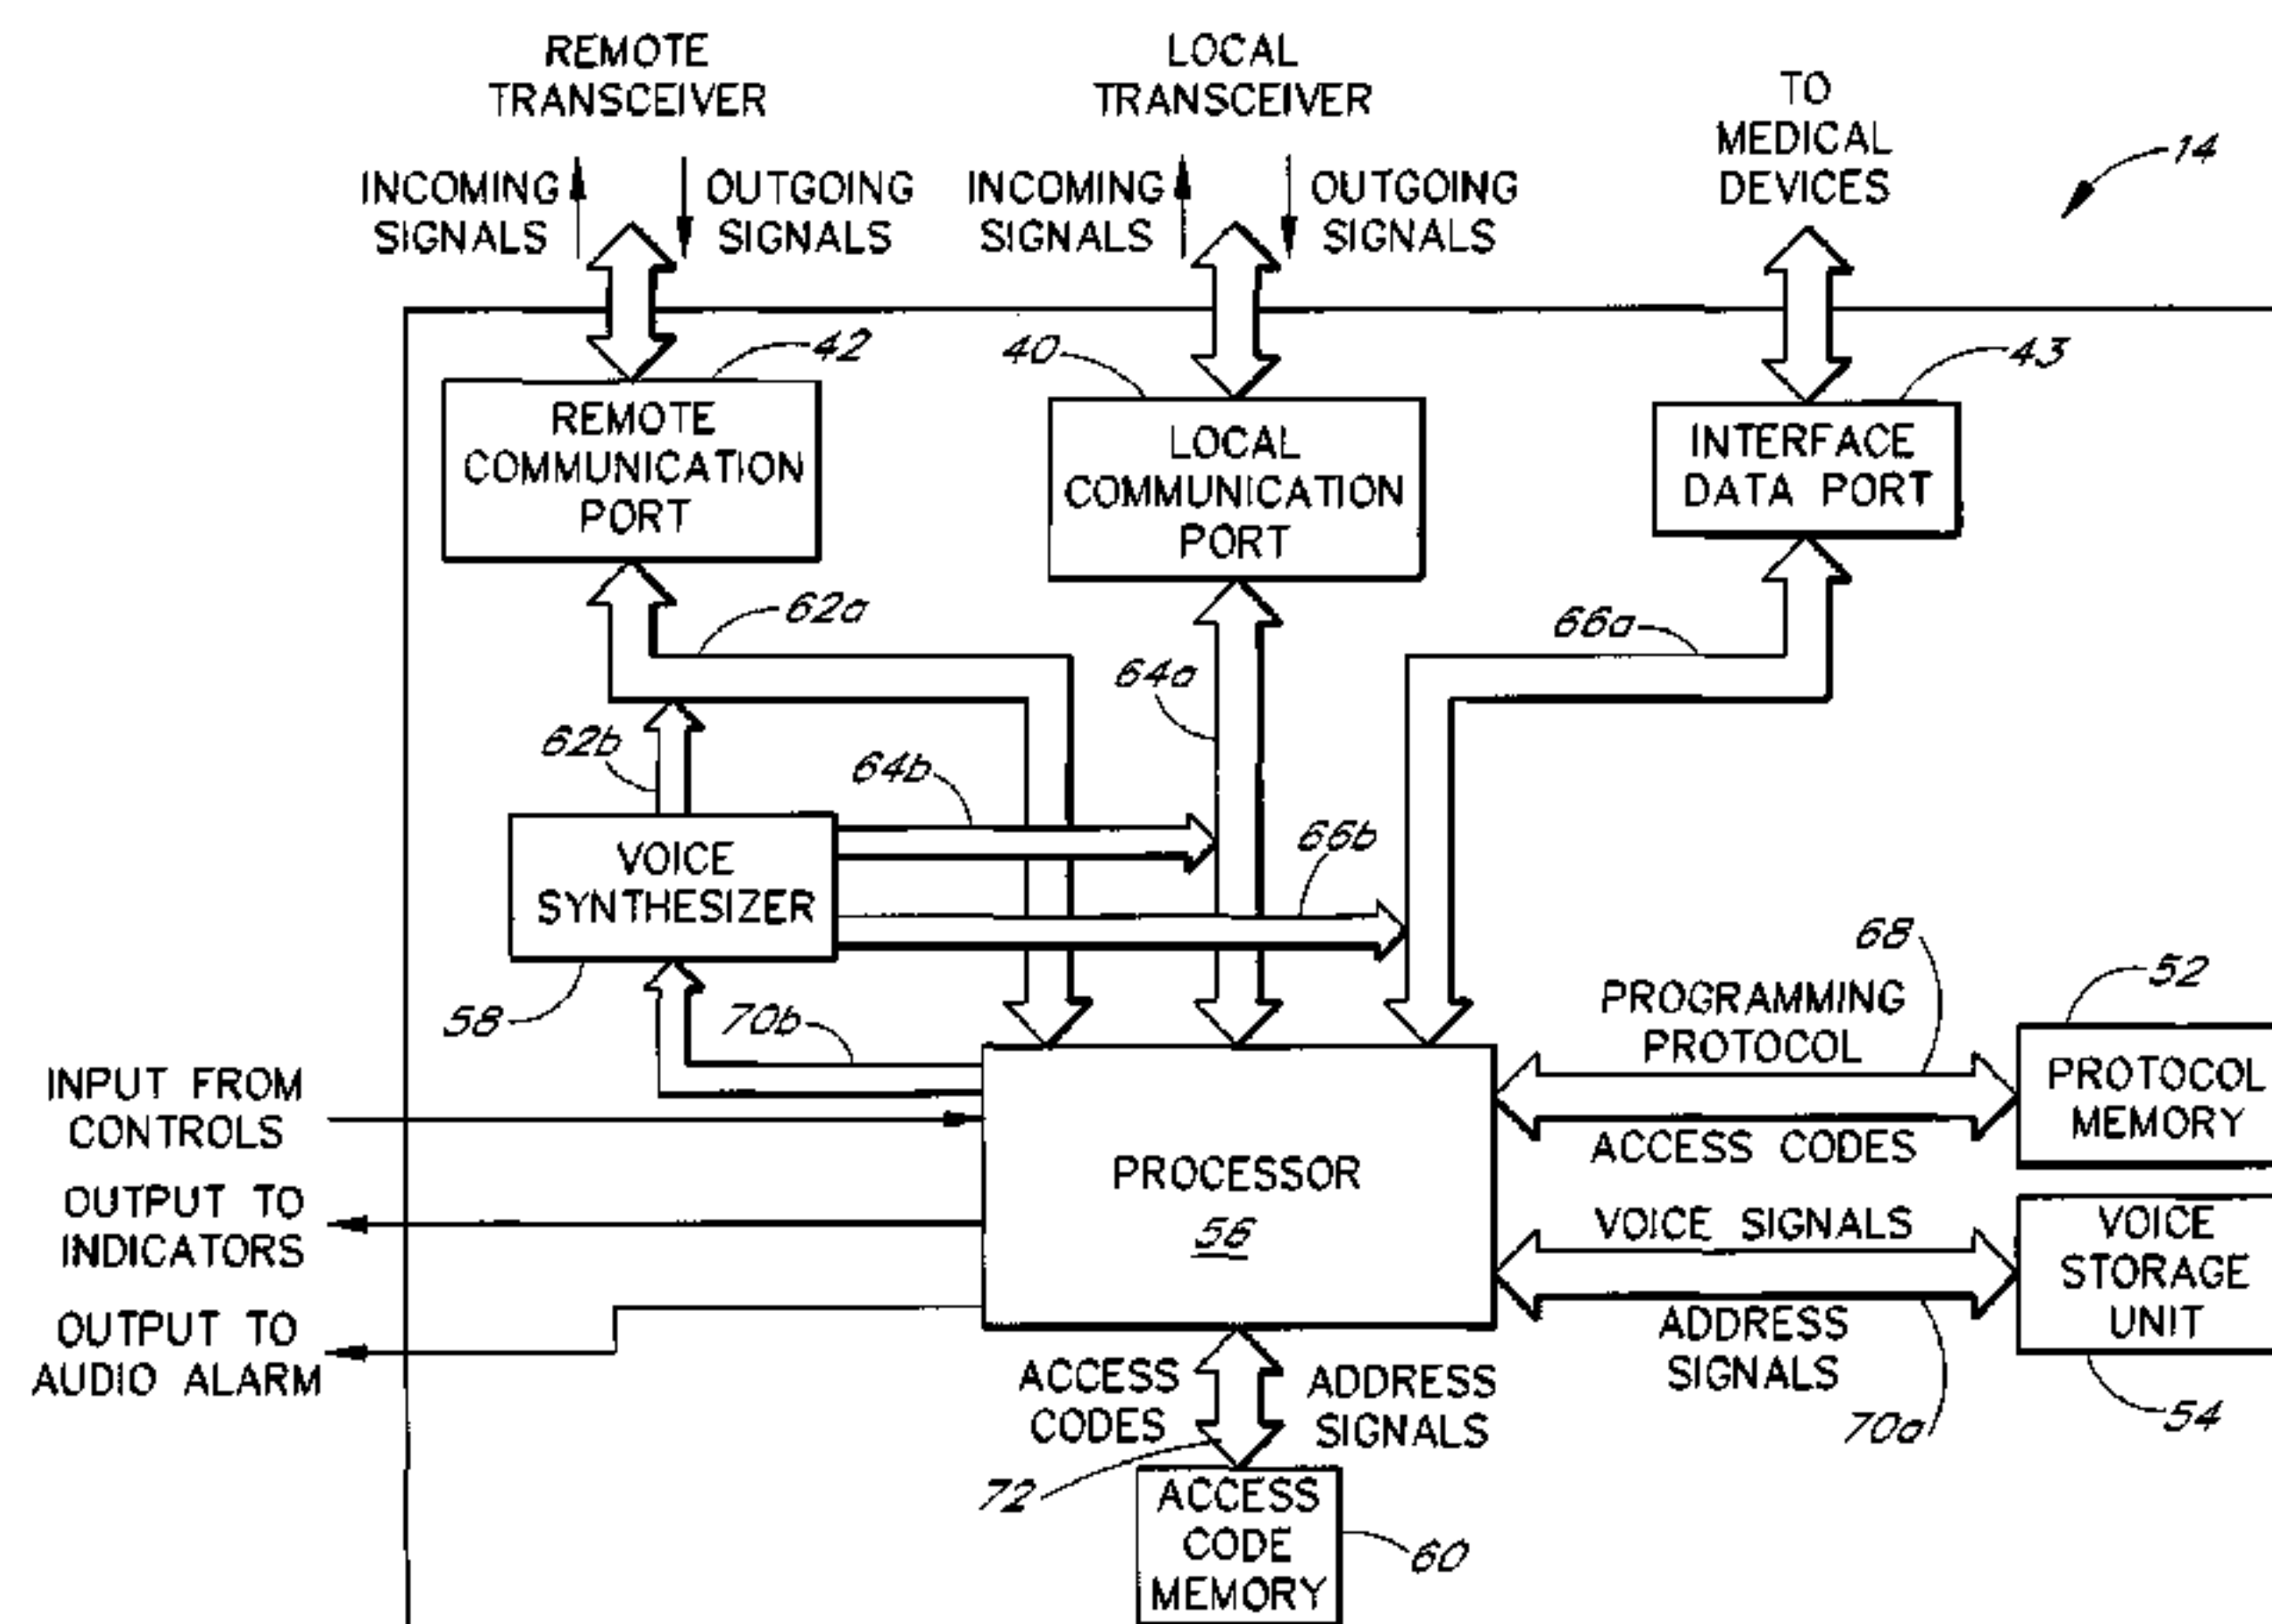 REMOTE
TRANSCEIVER
LOCAL
TRANSCEIVER
TO
MEDICAL
DEVICES
14
INCOMING
SIGNALS
OUTGOING
SIGNALS
INCOMING
SIGNALS
OUTGOING
SIGNALS
42
40
43
REMOTE
COMMUNICATION
PORT
LOCAL
COMMUNICATION
PORT
INTERFACE
DATA PORT
62a
64a
66a
62b
64b
66b
VOICE
SYNTHESIZER
58
70b
68
52
PROGRAMMING
PROTOCOL
ACCESS CODES
PROTOCOL
MEMORY
INPUT FROM
CONTROLS
OUTPUT TO
INDICATORS
OUTPUT TO
AUDIO ALARM
PROCESSOR
56
VOICE SIGNALS
ADDRESS
SIGNALS
VOICE
STORAGE
UNIT
70a
54
ACCESS
CODES
ADDRESS
SIGNALS
72
ACCESS
CODE
MEMORY
60